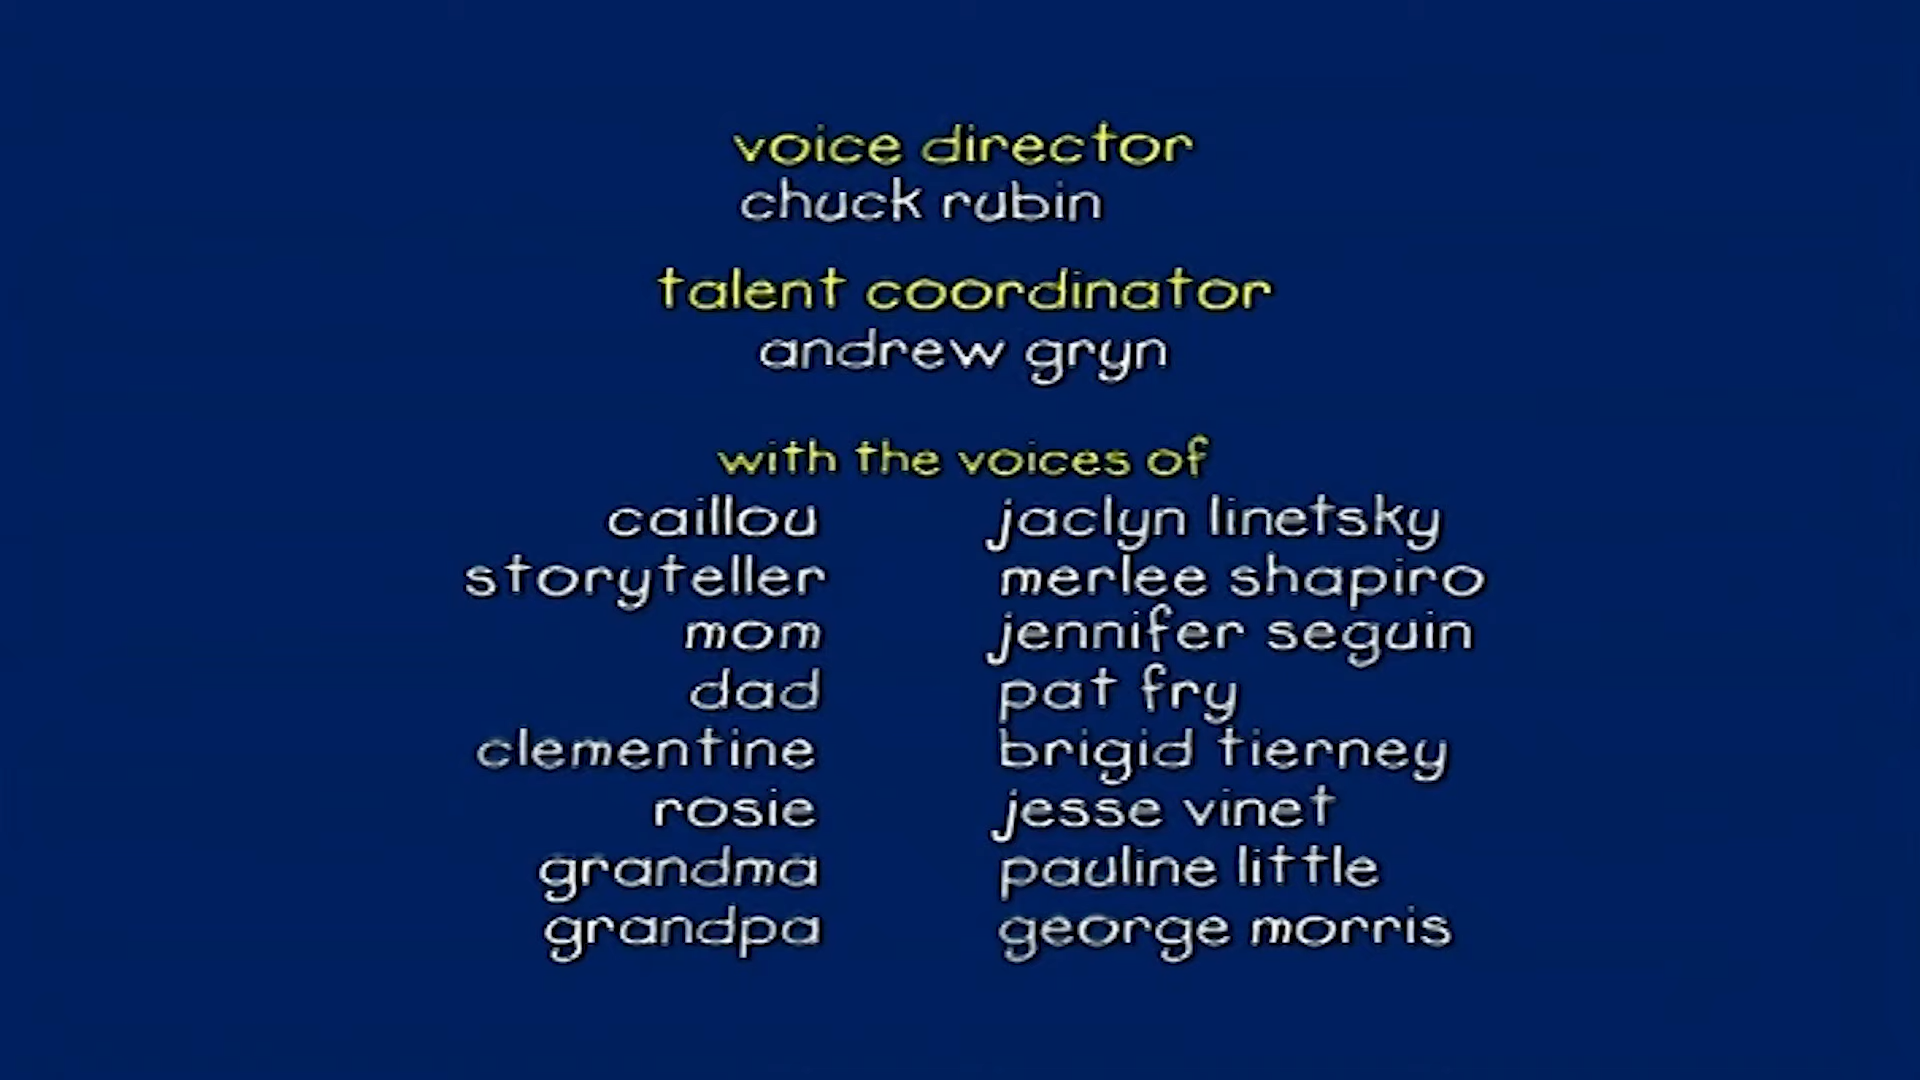 voice director
chuck rubin
talent coordinator
andrew gryn
with the voices of
caillou jaclyn linetsky
storyteller merlee shapiro
mom jennifer seguin
dad pat fry
clementine brigid tierney
rosie jesse vinet
grandma pauline little
grandpa george morris